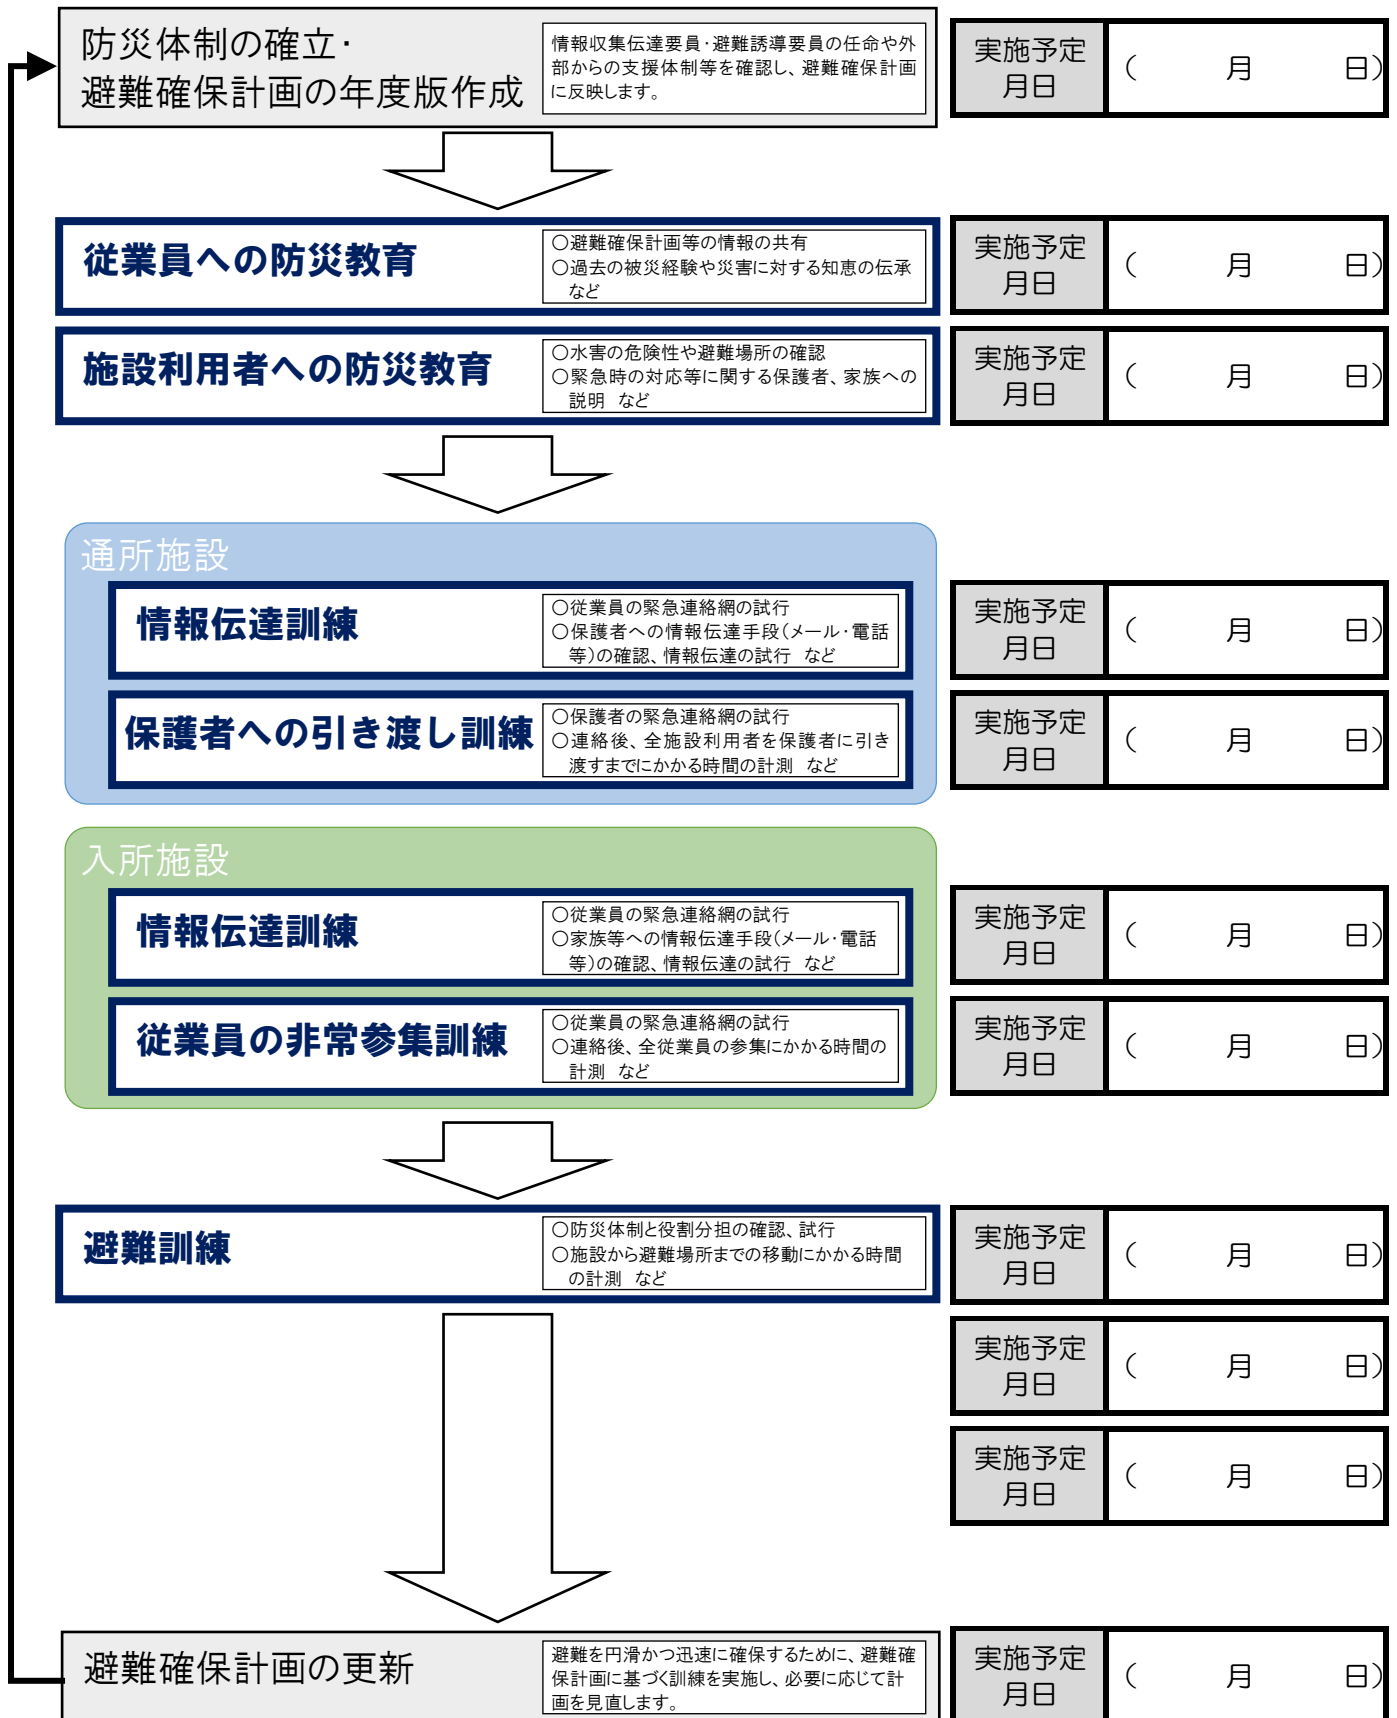 防災体制の確立・
避難確保計画の年度版作成
情報収集伝達要員・避難誘導要員の任命や外
部からの支援体制等を確認し、避難確保計画
に反映します。
実施予定
月日
（　月　日）
従業員への防災教育
○避難確保計画等の情報の共有
○過去の被災経験や災害に対する知恵の伝承
など
実施予定
月日
（　月　日）
施設利用者への防災教育
○水害の危険性や避難場所の確認
○緊急時の対応等に関する保護者、家族への
説明　など
実施予定
月日
（　月　日）
通所施設
情報伝達訓練
○従業員の緊急連絡網の試行
○保護者への情報伝達手段（メール・電話
等）の確認、情報伝達の試行　など
実施予定
月日
（　月　日）
保護者への引き渡し訓練
○保護者の緊急連絡網の試行
○連絡後、全施設利用者を保護者に引き
渡すまでにかかる時間の計測　など
実施予定
月日
（　月　日）
入所施設
情報伝達訓練
○従業員の緊急連絡網の試行
○家族等への情報伝達手段（メール・電話
等）の確認、情報伝達の試行　など
実施予定
月日
（　月　日）
従業員の非常参集訓練
○従業員の緊急連絡網の試行
○連絡後、全従業員の参集にかかる時間の
計測　など
実施予定
月日
（　月　日）
避難訓練
○防災体制と役割分担の確認、試行
○施設から避難場所までの移動にかかる時間
の計測　など
実施予定
月日
（　月　日）
実施予定
月日
（　月　日）
実施予定
月日
（　月　日）
避難確保計画の更新
避難を円滑かつ迅速に確保するために、避難確
保計画に基づく訓練を実施し、必要に応じて計
画を見直します。
実施予定
月日
（　月　日）